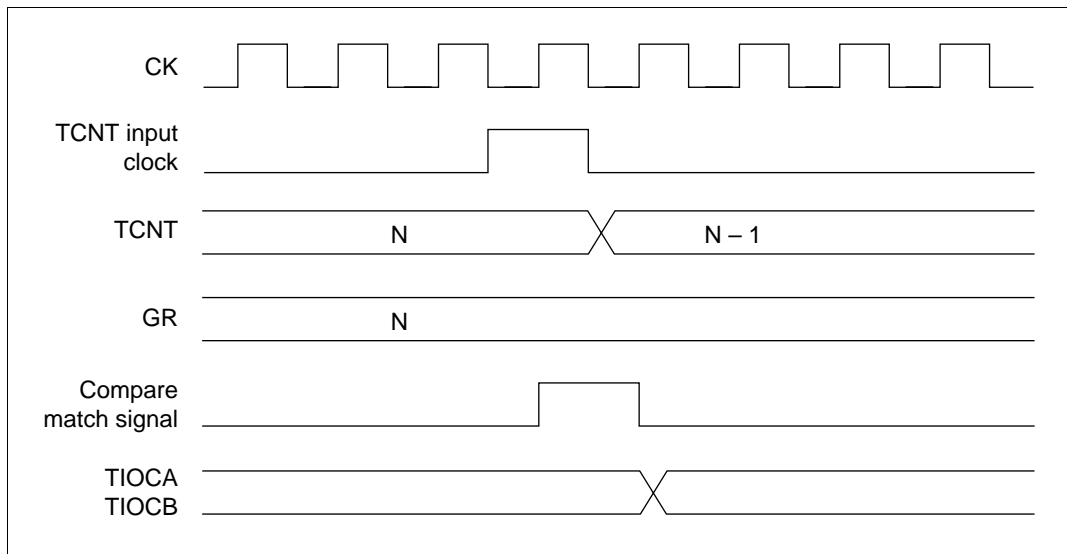 CK
TCNT input
clock
TCNT
N
N – 1
GR
N
Compare
match signal
TIOCA
TIOCB